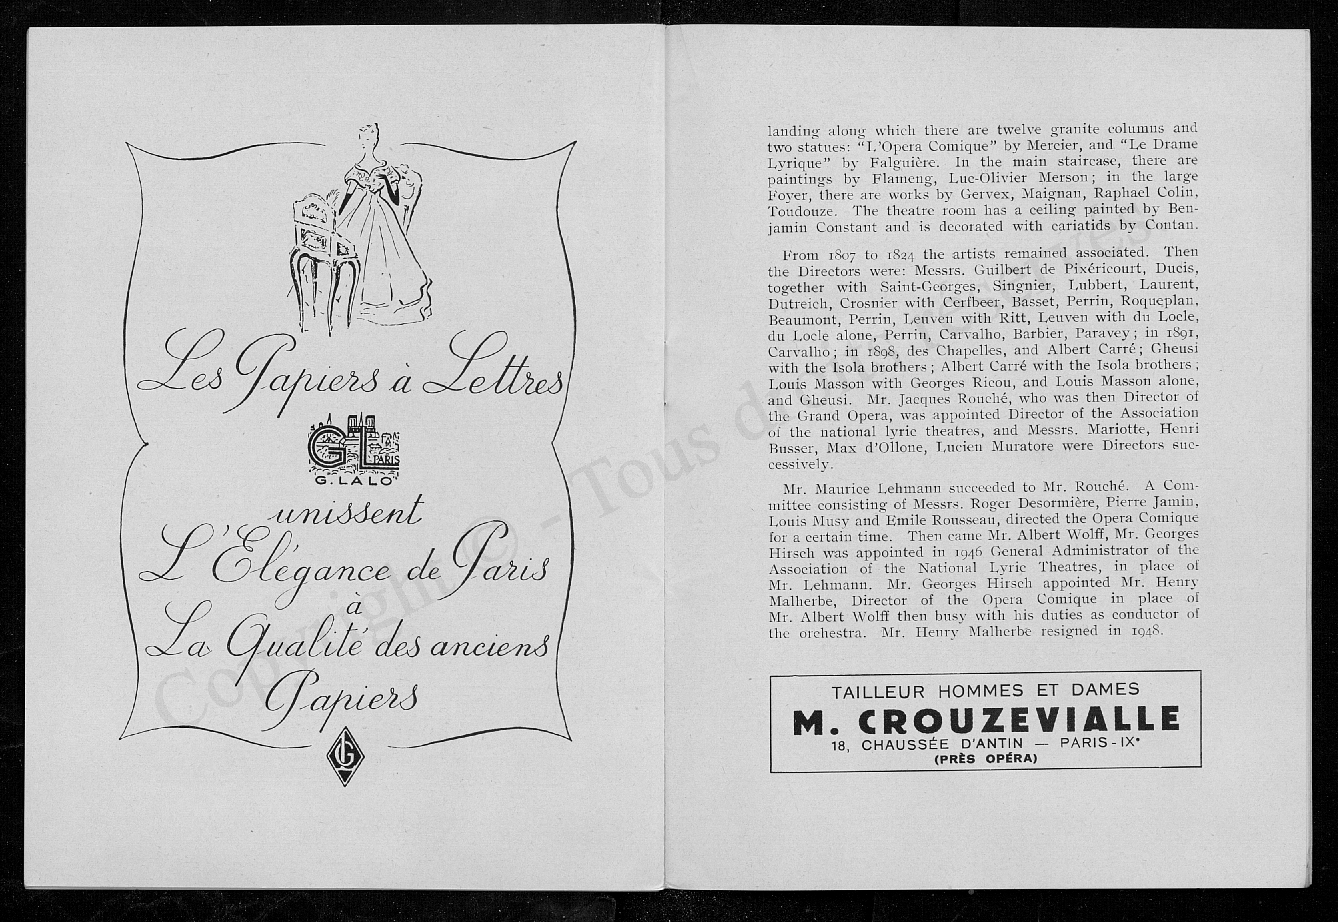 Les Papiers à Lettres
GL
PARIS
G. LALO
unissent
L'Élégance de Paris
à
La Qualité des anciens
Papiers
landing along which there are twelve granite columns and
two statues: "L'Opera Comique" by Mercier, and "Le Drame
Lyrique" by Falguière. In the main staircase, there are
paintings by Flameng, Luc-Olivier Merson; in the large
Foyer, there are works by Gervex, Maignan, Raphael Colin,
Toudouze. The theatre room has a ceiling painted by Ben-
jamin Constant and is decorated with cariatids by Coutan.
From 1807 to 1824 the artists remained associated. Then
the Directors were: Messrs. Guilbert de Pixéricourt, Ducis,
together with Saint-Georges, Singnier, Lubbert, Laurent,
Dutreich, Crosnier with Cerfbeer, Basset, Perrin, Roqueplan,
Beaumont, Perrin, Leuven with Ritt, Leuven with du Locle,
du Locle alone, Perrin, Carvalho, Barbier, Paravey; in 1891,
Carvalho; in 1898, des Chapelles, and Albert Carré; Gheusi
with the Isola brothers; Albert Carré with the Isola brothers;
Louis Masson with Georges Ricou, and Louis Masson alone,
and Gheusi. Mr. Jacques Rouché, who was then Director of
the Grand Opera, was appointed Director of the Association
of the national lyric theatres, and Messrs. Mariotte, Henri
Busser, Max d'Ollone, Lucien Muratore were Directors suc-
cessively.
Mr. Maurice Lehmann succeeded to Mr. Rouché. A Com-
mittee consisting of Messrs. Roger Desormière, Pierre Jamin,
Louis Musy and Emile Rousseau, directed the Opera Comique
for a certain time. Then came Mr. Albert Wolff, Mr. Georges
Hirsch was appointed in 1946 General Administrator of the
Association of the National Lyric Theatres, in place of
Mr. Lehmann. Mr. Georges Hirsch appointed Mr. Henry
Malherbe, Director of the Opera Comique in place of
Mr. Albert Wolff then busy with his duties as conductor of
the orchestra. Mr. Henry Malherbe resigned in 1948.
TAILLEUR HOMMES ET DAMES
M. CROUZEVIALLE
18, CHAUSSÉE D'ANTIN — PARIS-IXe
(PRÈS OPÉRA)
Copyright © - Tous d